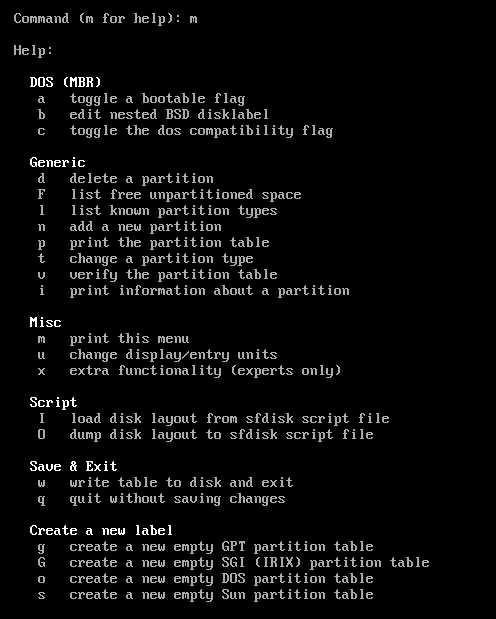 Command (m for help): m
Help:
DOS (MBR)
a toggle a bootable flag
b edit nested BSD disklabel
c toggle the dos compatibility flag
Generic
d delete a partition
F list free unpartitioned space
l list known partition types
n add a new partition
p print the partition table
t change a partition type
v verify the partition table
i print information about a partition
Misc
m print this menu
u change display/entry units
x extra functionality (experts only)
Script
I load disk layout from sfdisk script file
O dump disk layout to sfdisk script file
Save & Exit
w write table to disk and exit
q quit without saving changes
Create a new label
g create a new empty GPT partition table
G create a new empty SGI (IRIX) partition table
o create a new empty DOS partition table
s create a new empty Sun partition table